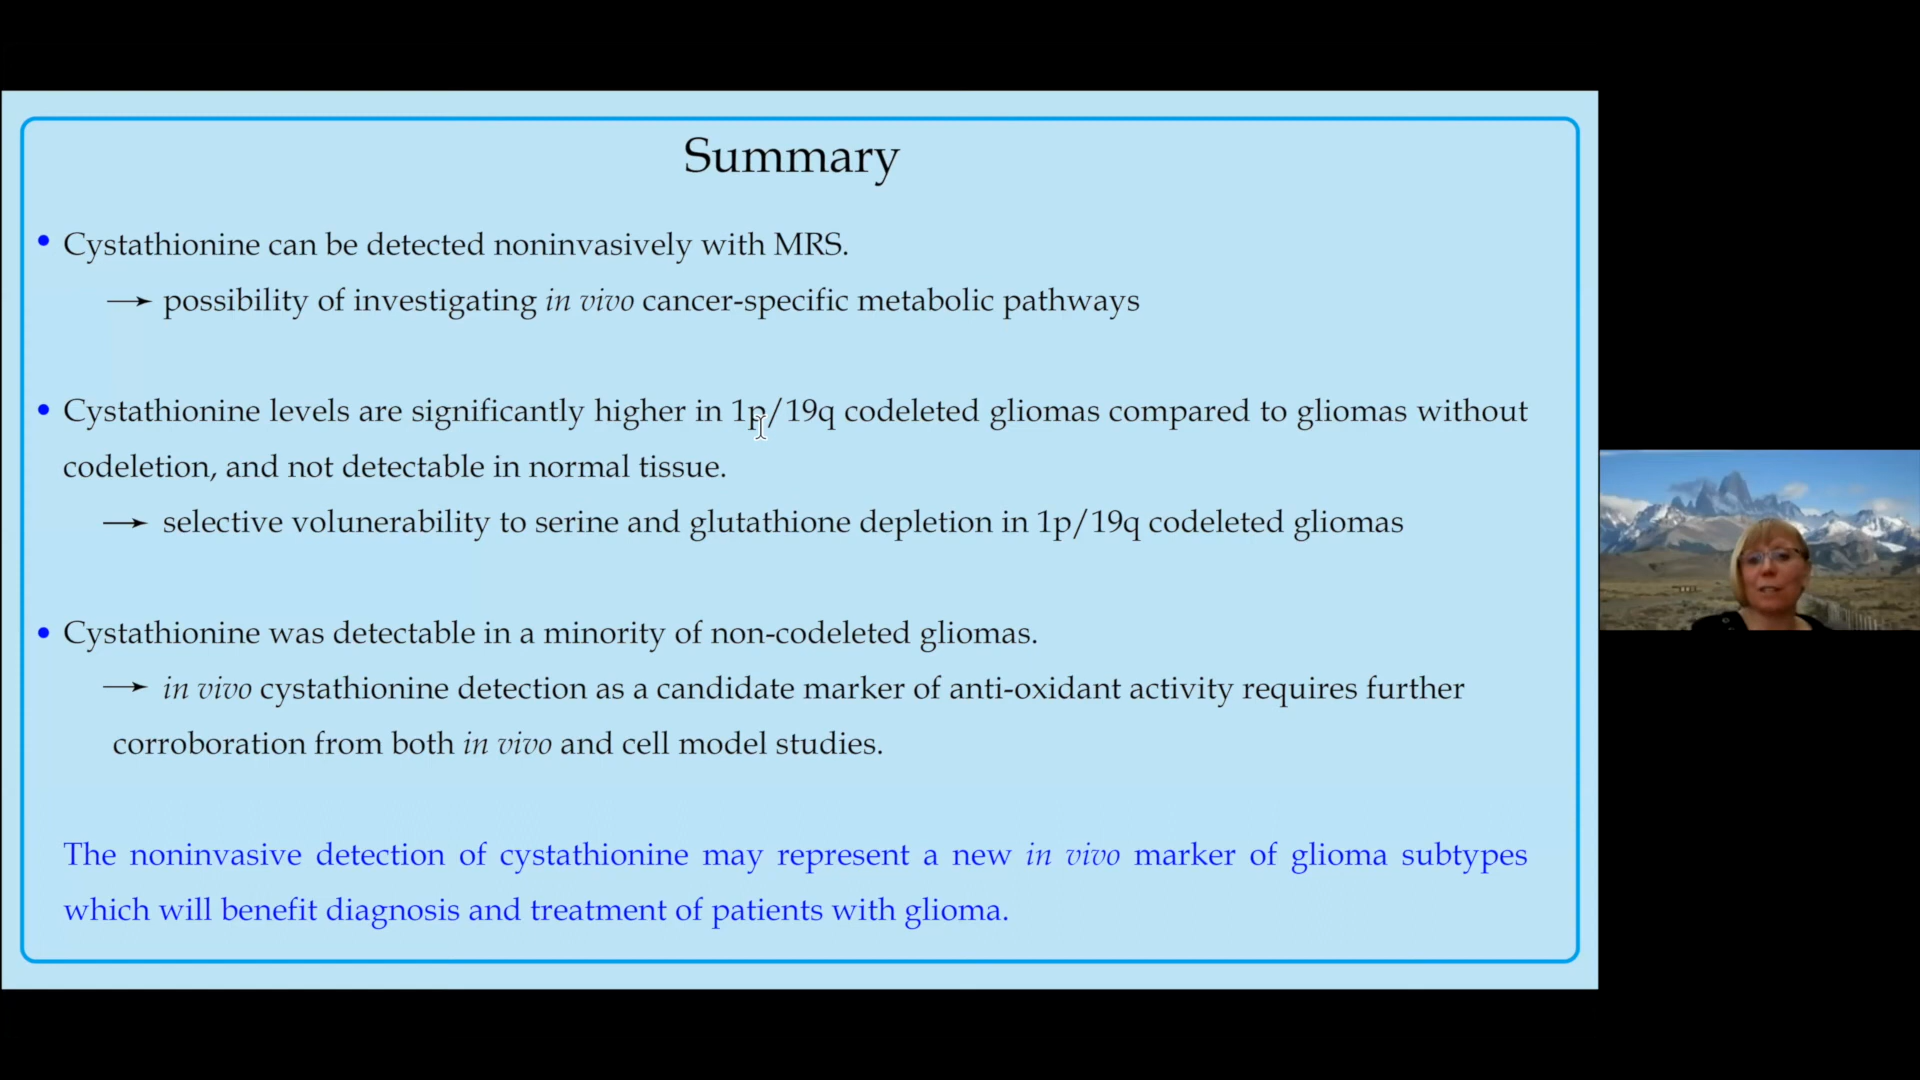 Summary
• Cystathionine can be detected noninvasively with MRS.
→ possibility of investigating in vivo cancer-specific metabolic pathways
• Cystathionine levels are significantly higher in 1p/19q codeleted gliomas compared to gliomas without
codeletion, and not detectable in normal tissue.
→ selective volunerability to serine and glutathione depletion in 1p/19q codeleted gliomas
• Cystathionine was detectable in a minority of non-codeleted gliomas.
→ in vivo cystathionine detection as a candidate marker of anti-oxidant activity requires further
corroboration from both in vivo and cell model studies.
The noninvasive detection of cystathionine may represent a new in vivo marker of glioma subtypes
which will benefit diagnosis and treatment of patients with glioma.